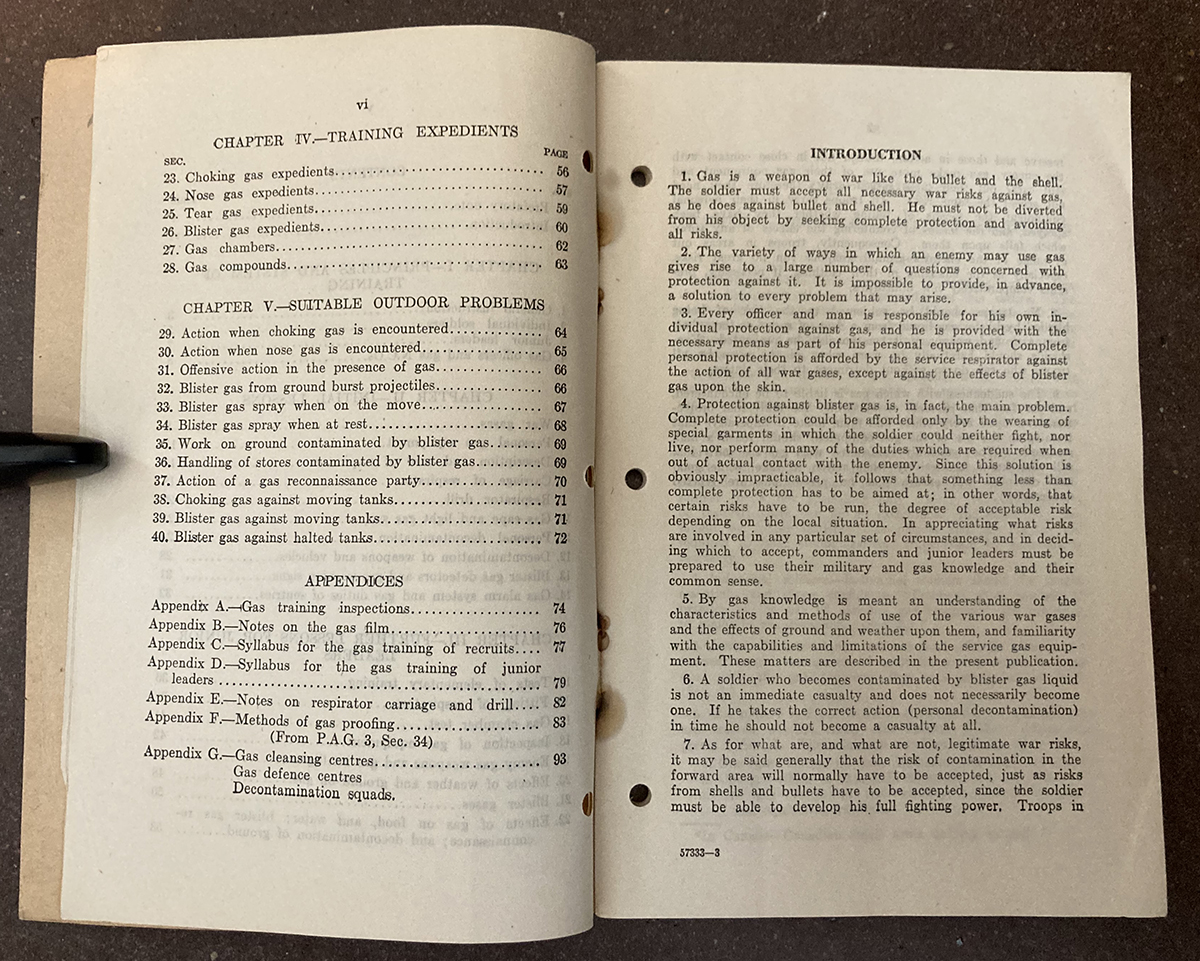 vi
CHAPTER IV.—TRAINING EXPEDIENTS
SEC. PAGE
23. Choking gas expedients........................................ 56
24. Nose gas expedients........................................ 57
25. Tear gas expedients........................................ 59
26. Blister gas expedients........................................ 60
27. Gas chambers........................................ 62
28. Gas compounds........................................ 63
CHAPTER V.—SUITABLE OUTDOOR PROBLEMS
29. Action when choking gas is encountered.............. 64
30. Action when nose gas is encountered.................. 65
31. Offensive action in the presence of gas................ 66
32. Blister gas from ground burst projectiles............... 66
33. Blister gas spray when on the move.................. 67
34. Blister gas spray when at rest......................... 68
35. Work on ground contaminated by blister gas........ 69
36. Handling of stores contaminated by blister gas.......... 69
37. Action of a gas reconnaissance party.................. 70
38. Choking gas against moving tanks..................... 71
39. Blister gas against moving tanks....................... 71
40. Blister gas against halted tanks........................ 72
APPENDICES
Appendix A.—Gas training inspections.................. 74
Appendix B.—Notes on the gas film..................... 76
Appendix C.—Syllabus for the gas training of recruits.... 77
Appendix D.—Syllabus for the gas training of junior
leaders ................................................ 79
Appendix E.—Notes on respirator carriage and drill.... 82
Appendix F.—Methods of gas proofing.................... 83
(From P.A.G. 3, Sec. 34)
Appendix G.—Gas cleansing centres........................ 93
Gas defence centres
Decontamination squads.
INTRODUCTION
1. Gas is a weapon of war like the bullet and the shell.
The soldier must accept all necessary war risks against gas,
as he does against bullet and shell. He must not be diverted
from his object by seeking complete protection and avoiding
all risks.
2. The variety of ways in which an enemy may use gas
gives rise to a large number of questions concerned with
protection against it. It is impossible to provide, in advance,
a solution to every problem that may arise.
3. Every officer and man is responsible for his own in-
dividual protection against gas, and he is provided with the
necessary means as part of his personal equipment. Complete
personal protection is afforded by the service respirator against
the action of all war gases, except against the effects of blister
gas upon the skin.
4. Protection against blister gas is, in fact, the main problem.
Complete protection could be afforded only by the wearing of
special garments in which the soldier could neither fight, nor
live, nor perform many of the duties which are required when
out of actual contact with the enemy. Since this solution is
obviously impracticable, it follows that something less than
complete protection has to be aimed at; in other words, that
certain risks have to be run, the degree of acceptable risk
depending on the local situation. In appreciating what risks
are involved in any particular set of circumstances, and in decid-
ing which to accept, commanders and junior leaders must be
prepared to use their military and gas knowledge and their
common sense.
5. By gas knowledge is meant an understanding of the
characteristics and methods of use of the various war gases
and the effects of ground and weather upon them, and familiarity
with the capabilities and limitations of the service gas equip-
ment. These matters are described in the present publication.
6. A soldier who becomes contaminated by blister gas liquid
is not an immediate casualty and does not necessarily become
one. If he takes the correct action (personal decontamination)
in time he should not become a casualty at all.
7. As for what are, and what are not, legitimate war risks,
it may be said generally that the risk of contamination in the
forward area will normally have to be accepted, just as risks
from shells and bullets have to be accepted, since the soldier
must be able to develop his full fighting power. Troops in
57333—3